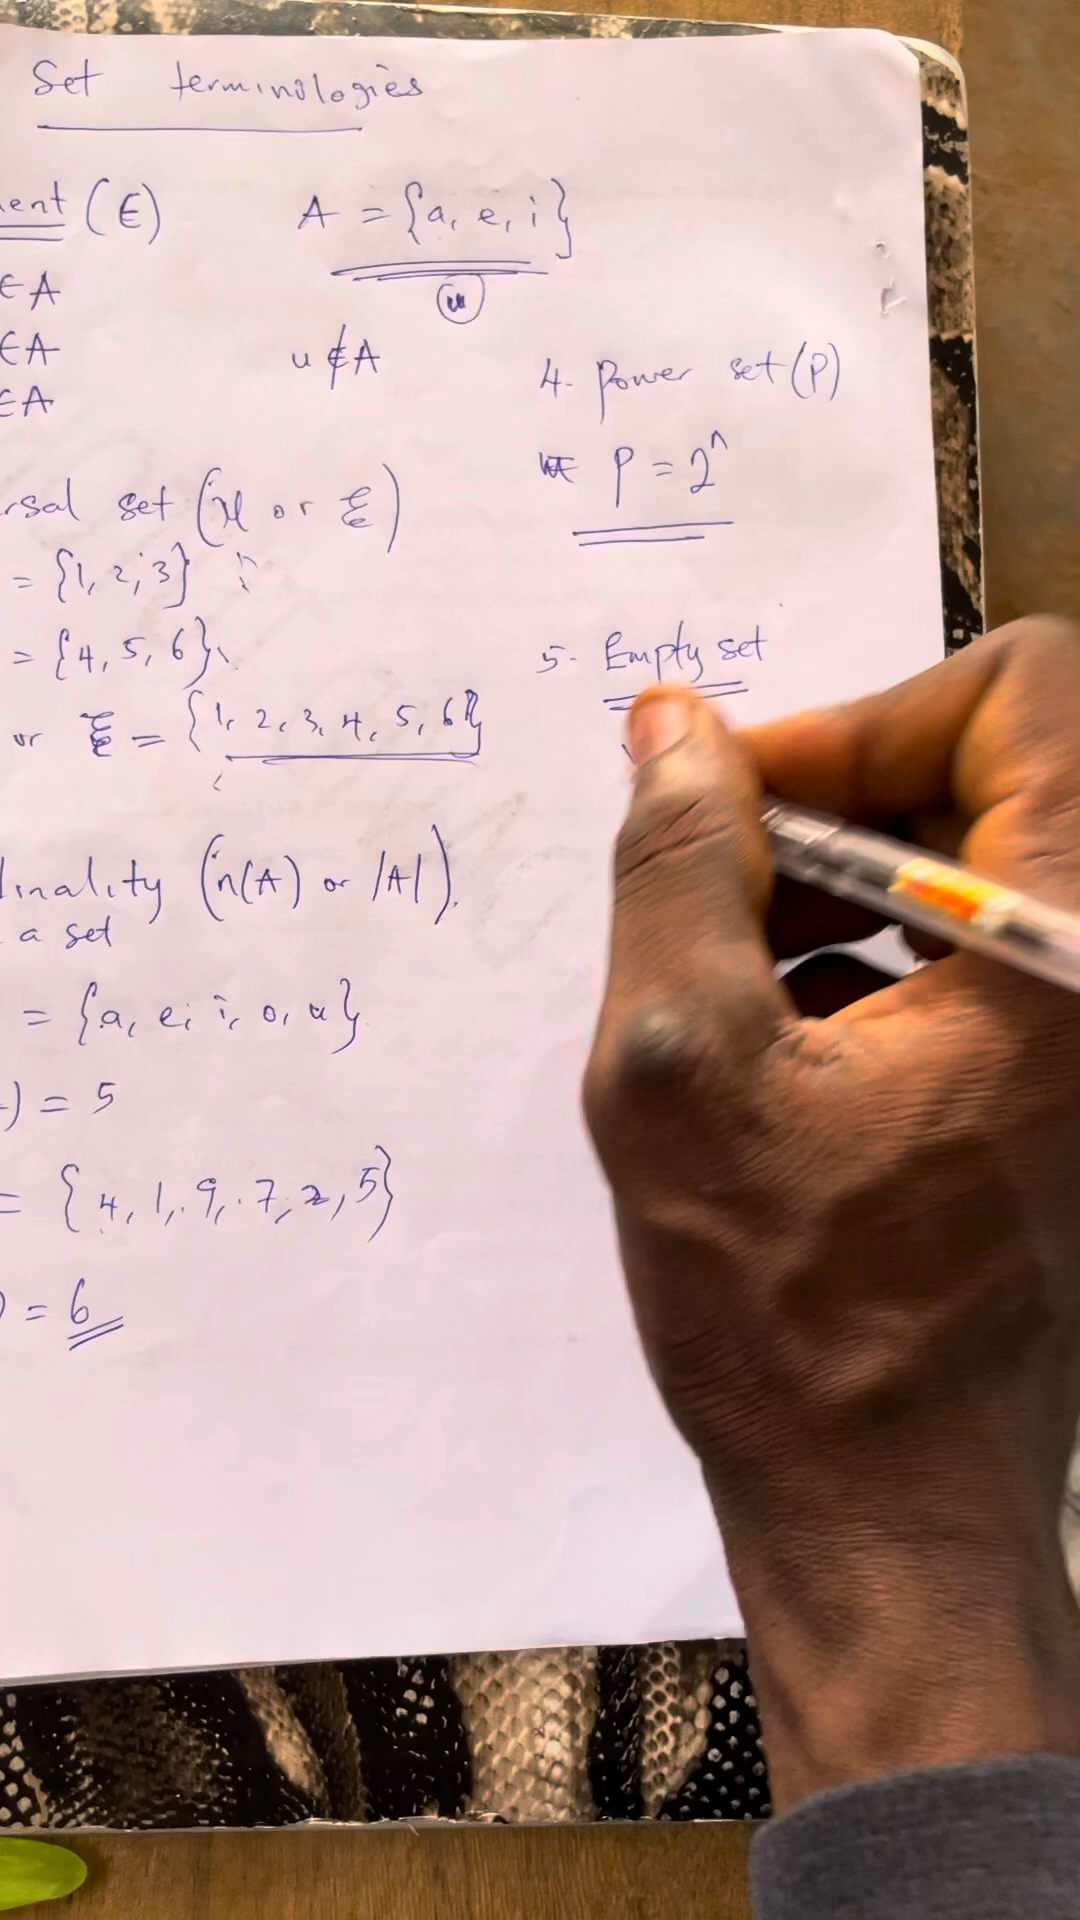 Set terminologies
ent (∈)
A = {a, e, i}
∈A
u
∈A
u ∉ A
∈A
rsal set (𝒰 or ξ)
= {1, 2, 3}
= {4, 5, 6}
or ξ = {1, 2, 3, 4, 5, 6}
inality (n(A) or |A|).
a set
= {a, e, i, o, u}
) = 5
= {4, 1, 9, 7, 2, 5}
) = 6
4. Power set (P)
P = 2ⁿ
5. Empty set